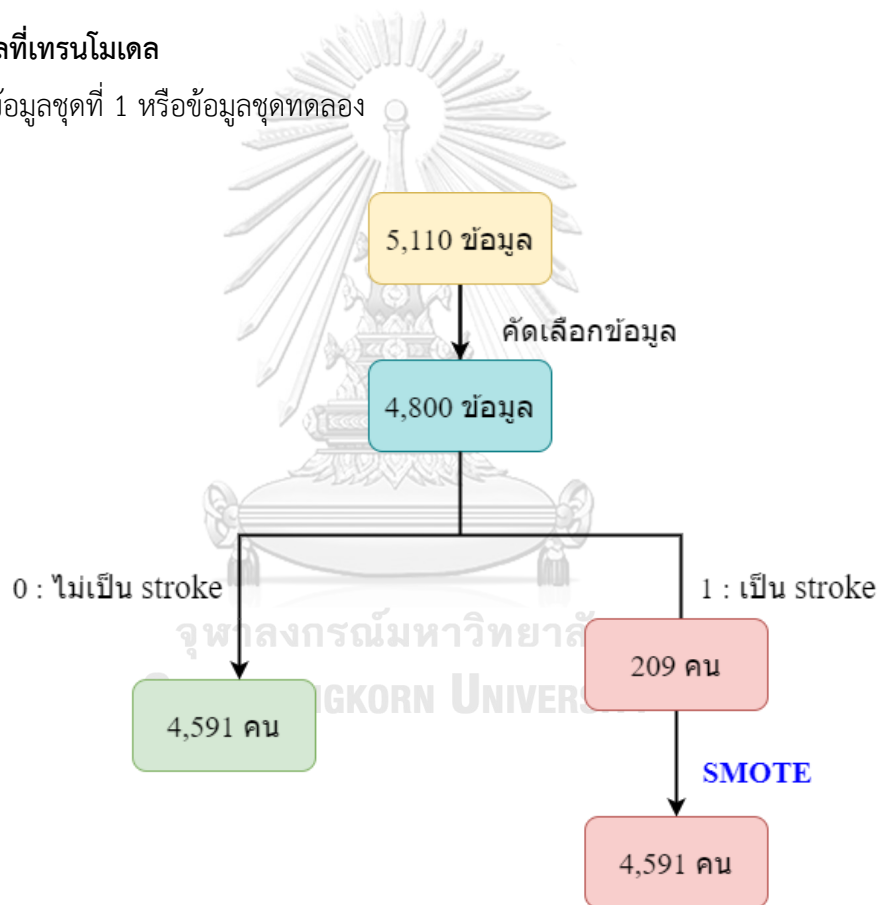 ที่เทรนโมเดล
ข้อมูลชุดที่ 1 หรือข้อมูลชุดทดลอง
5,110 ข้อมูล
คัดเลือกข้อมูล
4,800 ข้อมูล
0 : ไม่เป็น stroke
1 : เป็น stroke
209 คน
4,591 คน
SMOTE
4,591 คน